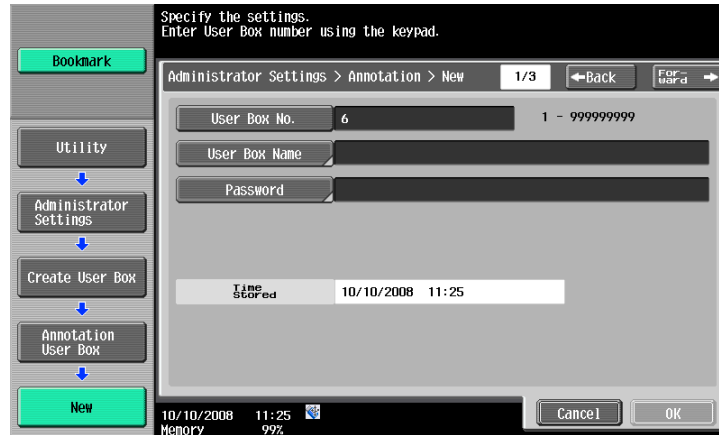 Specify the settings.
Enter User Box number using the keypad.
Bookmark
Administrator Settings > Annotation > New
1/3
←Back
For-
ward →
User Box No.
6
1 - 999999999
User Box Name
Password
Utility
Administrator
Settings
Create User Box
Annotation
User Box
New
Time
Stored
10/10/2008 11:25
Cancel
OK
10/10/2008 11:25
Memory 99%